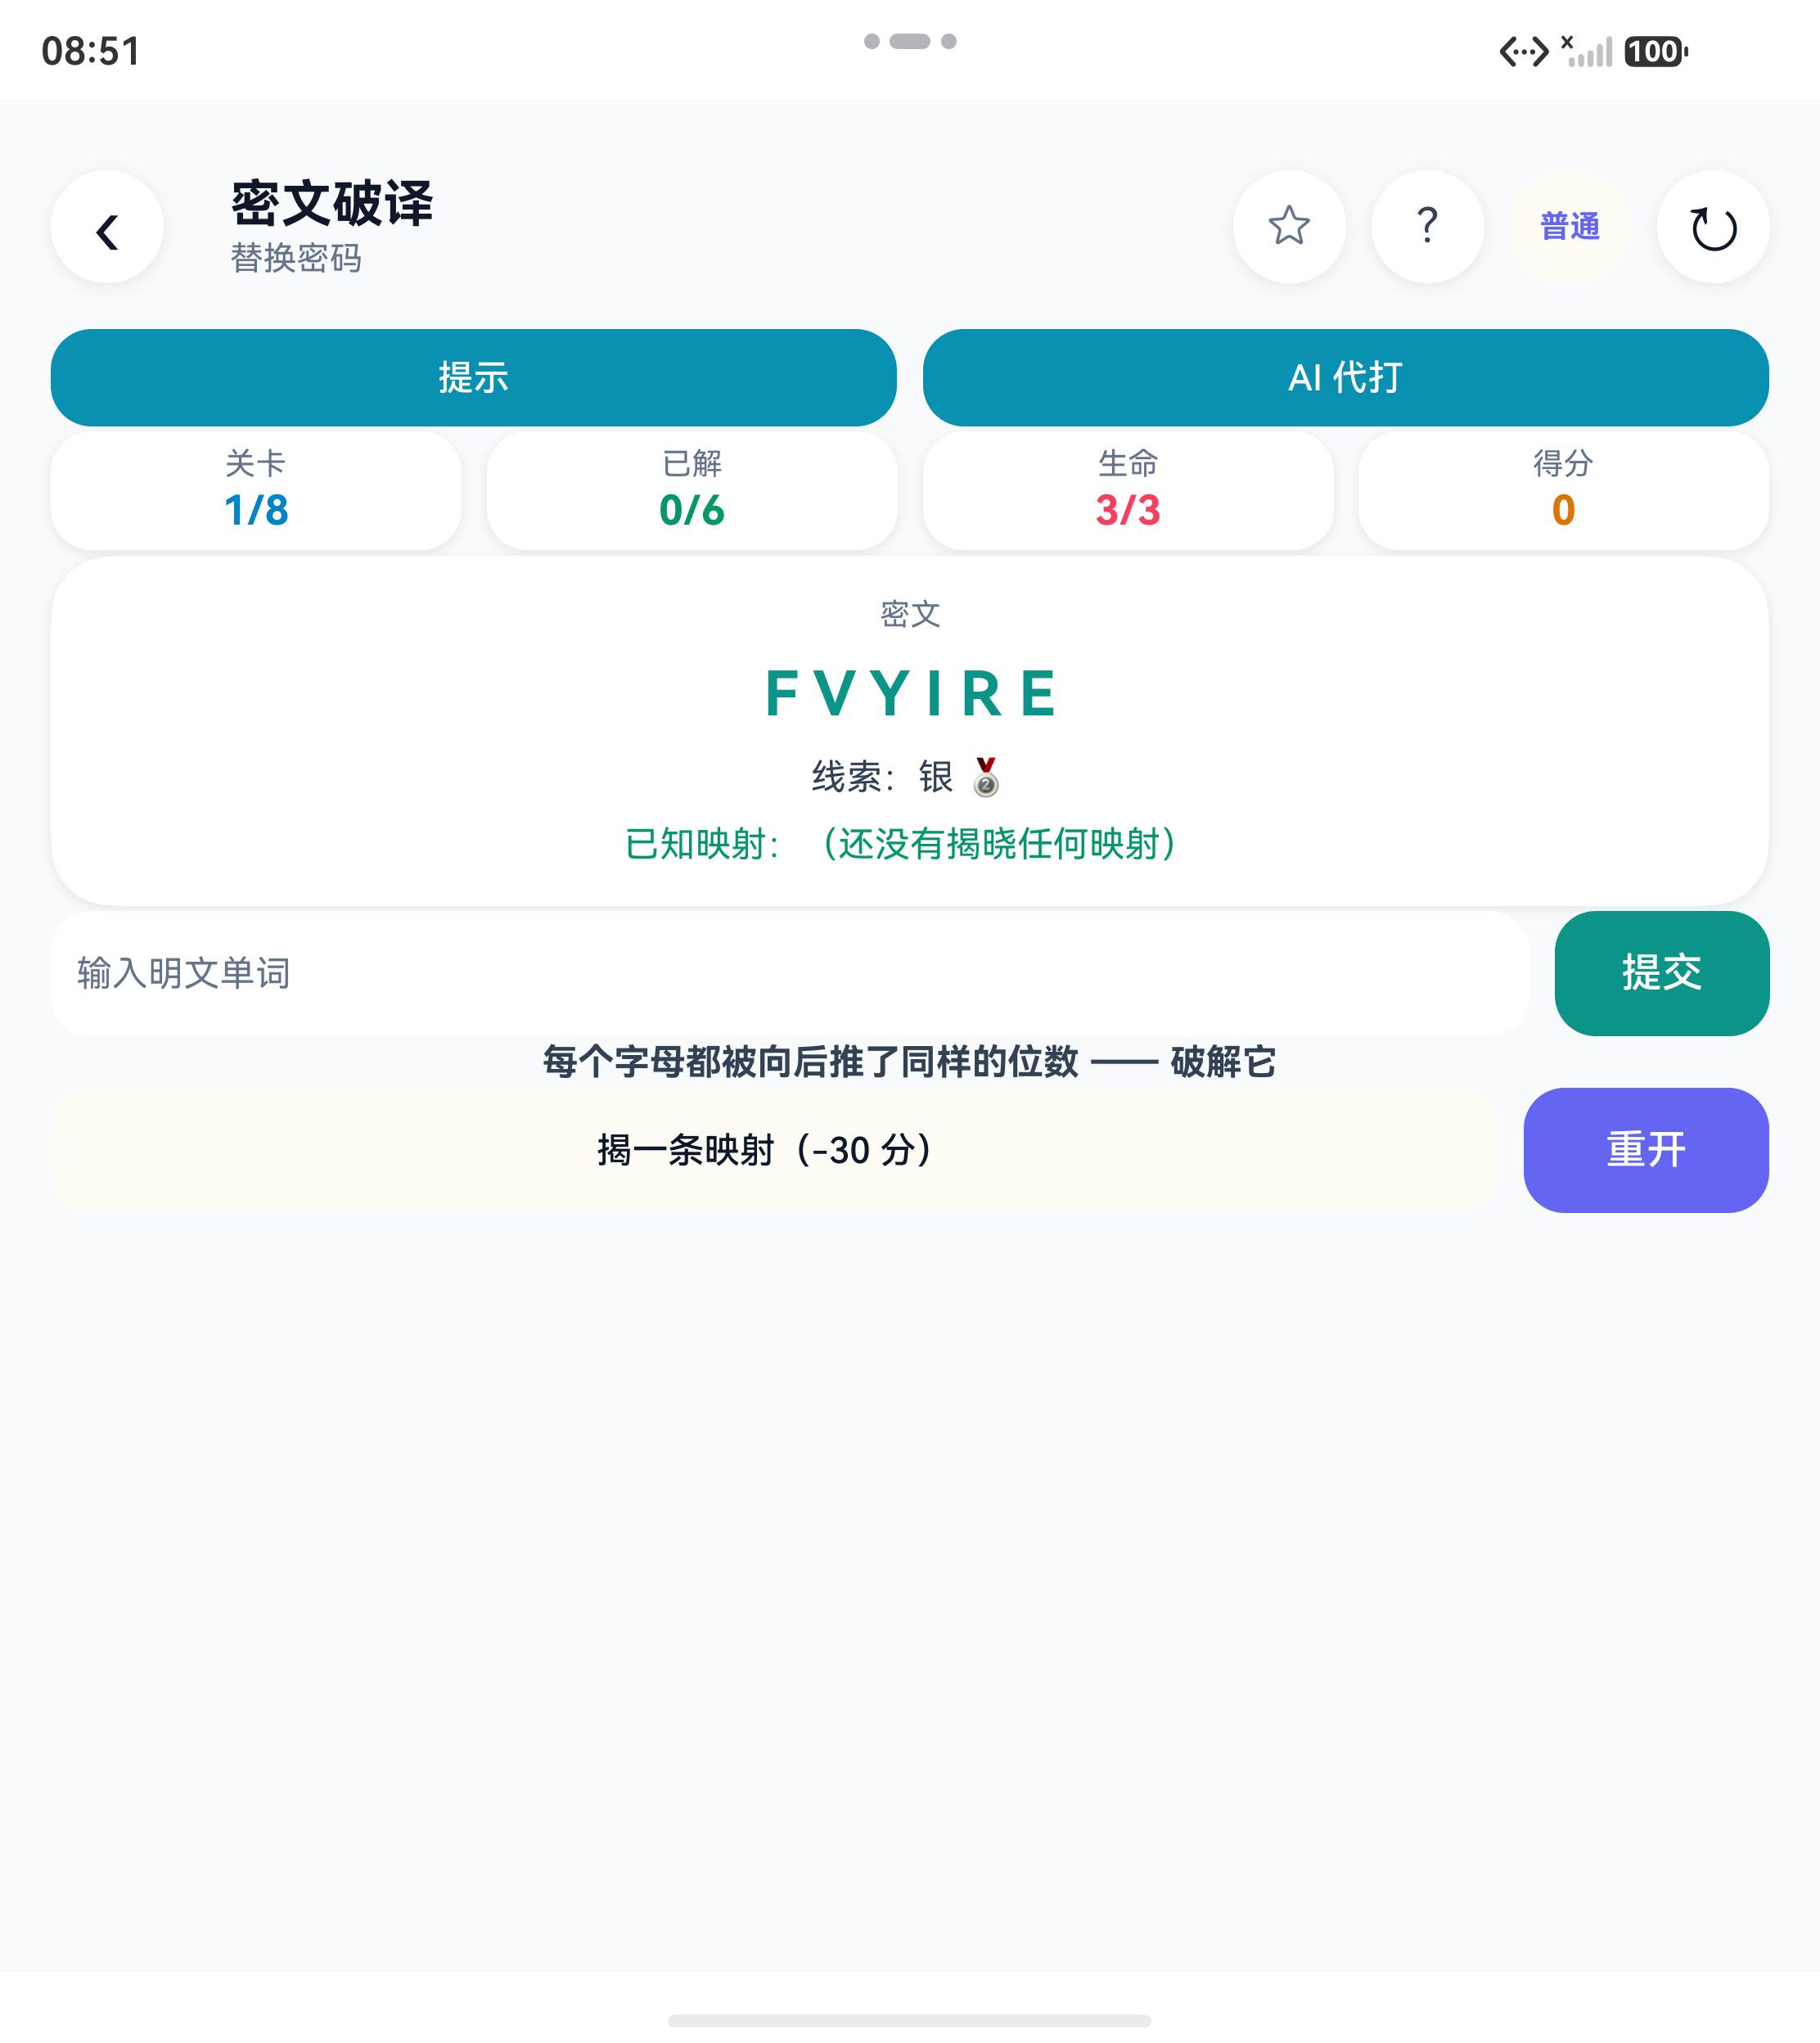 08:51
100
密文破译
替换密码
?
普通
提示
AI 代打
关卡
1/8
已解
0/6
生命
3/3
得分
0
密文
F V Y I R E
线索：银 🥈
已知映射：（还没有揭晓任何映射）
输入明文单词
提交
每个字母都被向后推了同样的位数 —— 破解它
揭一条映射（-30 分）
重开